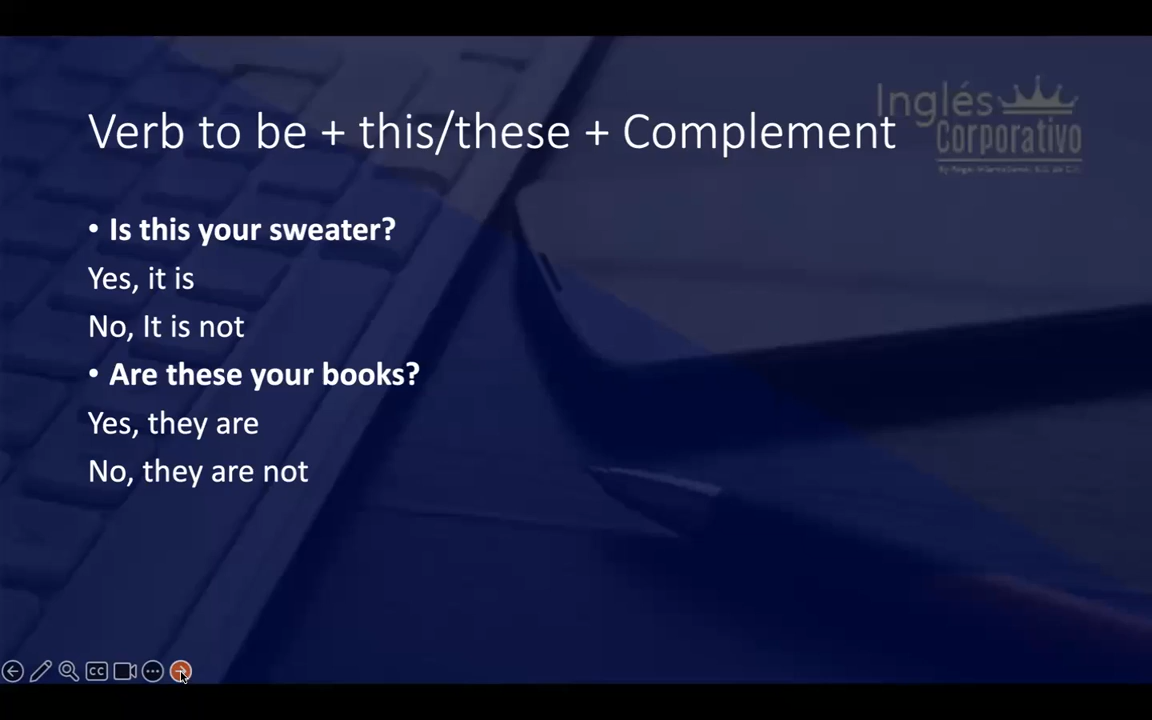 Inglés
Corporativo
Verb to be + this/these + Complement
• Is this your sweater?
Yes, it is
No, It is not
• Are these your books?
Yes, they are
No, they are not
CC